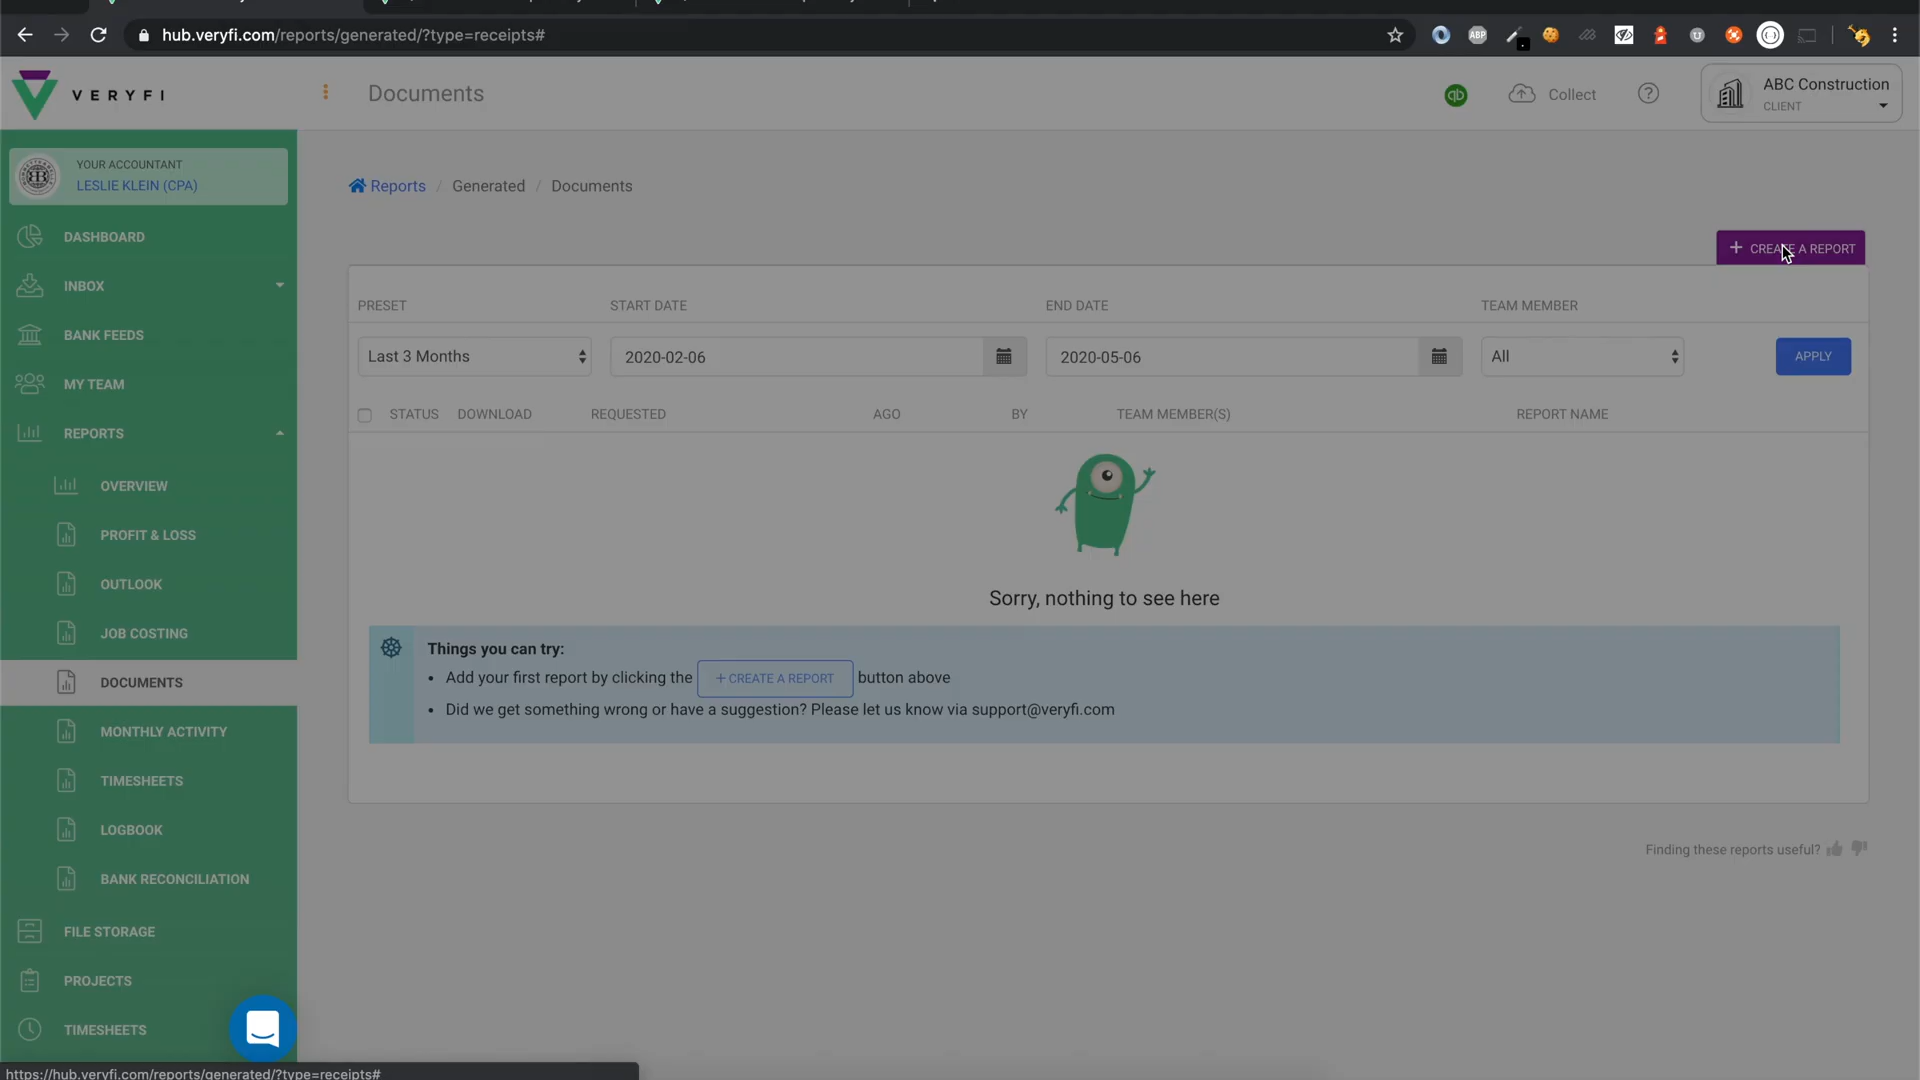 hub.veryfi.com/reports/generated/?type=receipts#
ABP
VERYFI
Documents
qb
Collect
?
ABC Construction
CLIENT
YOUR ACCOUNTANT
LESLIE KLEIN (CPA)
DASHBOARD
INBOX
BANK FEEDS
MY TEAM
REPORTS
OVERVIEW
PROFIT & LOSS
OUTLOOK
JOB COSTING
DOCUMENTS
MONTHLY ACTIVITY
TIMESHEETS
LOGBOOK
BANK RECONCILIATION
FILE STORAGE
PROJECTS
TIMESHEETS
Reports / Generated / Documents
+ CREATE A REPORT
PRESET START DATE END DATE TEAM MEMBER
Last 3 Months 2020-02-06 2020-05-06 All APPLY
STATUS DOWNLOAD REQUESTED AGO BY TEAM MEMBER(S) REPORT NAME
Sorry, nothing to see here
Things you can try:
• Add your first report by clicking the + CREATE A REPORT button above
• Did we get something wrong or have a suggestion? Please let us know via support@veryfi.com
Finding these reports useful?
https://hub.veryfi.com/reports/generated/?type=receipts#